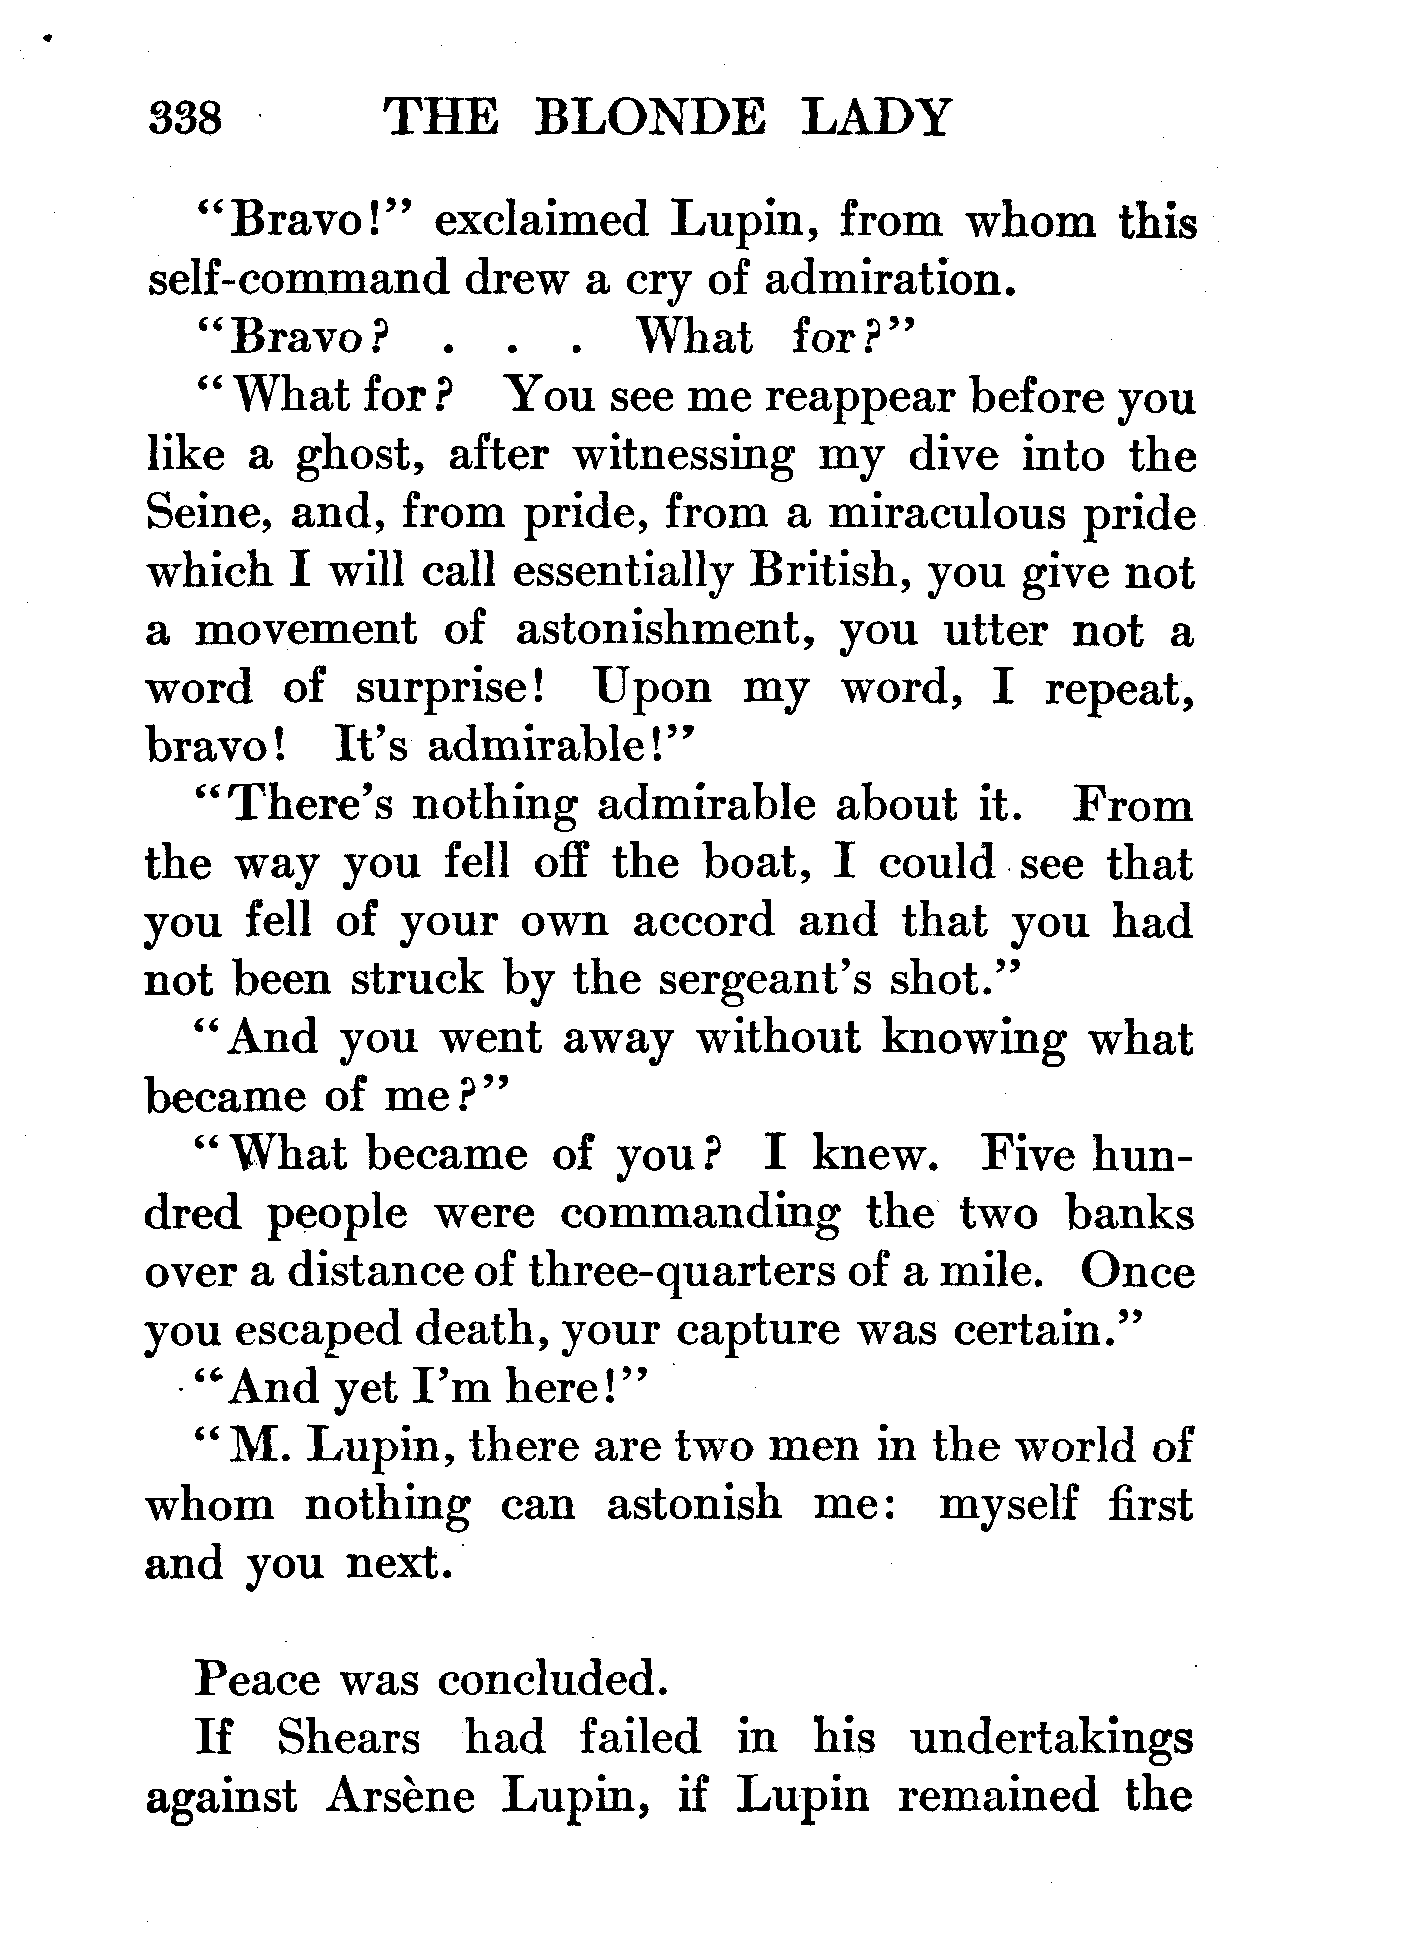 338 THE BLONDE LADY
“Bravo!” exclaimed Lupin, from whom this
self-command drew a cry of admiration.
“Bravo? . . . What for?”
“What for? You see me reappear before you
like a ghost, after witnessing my dive into the
Seine, and, from pride, from a miraculous pride
which I will call essentially British, you give not
a movement of astonishment, you utter not a
word of surprise! Upon my word, I repeat,
bravo! It’s admirable!”
“There’s nothing admirable about it. From
the way you fell off the boat, I could see that
you fell of your own accord and that you had
not been struck by the sergeant’s shot.”
“And you went away without knowing what
became of me?”
“What became of you? I knew. Five hun-
dred people were commanding the two banks
over a distance of three-quarters of a mile. Once
you escaped death, your capture was certain.”
“And yet I’m here!”
“M. Lupin, there are two men in the world of
whom nothing can astonish me: myself first
and you next.
Peace was concluded.
If Shears had failed in his undertakings
against Arsène Lupin, if Lupin remained the